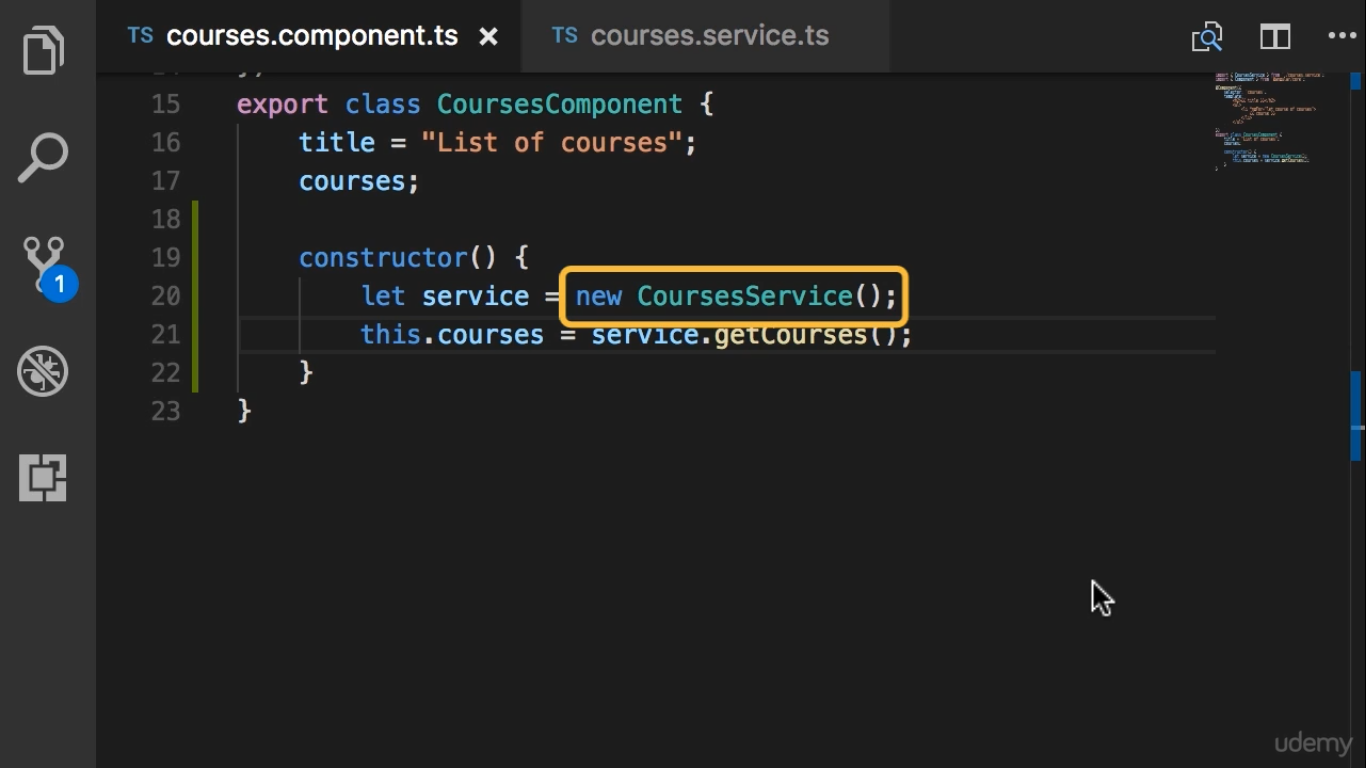 TS courses.component.ts × TS courses.service.ts
15 export class CoursesComponent {
16 title = "List of courses";
17 courses;
18
19 constructor() {
20 let service = new CoursesService();
21 this.courses = service.getCourses();
22 }
23 }
1
udemy